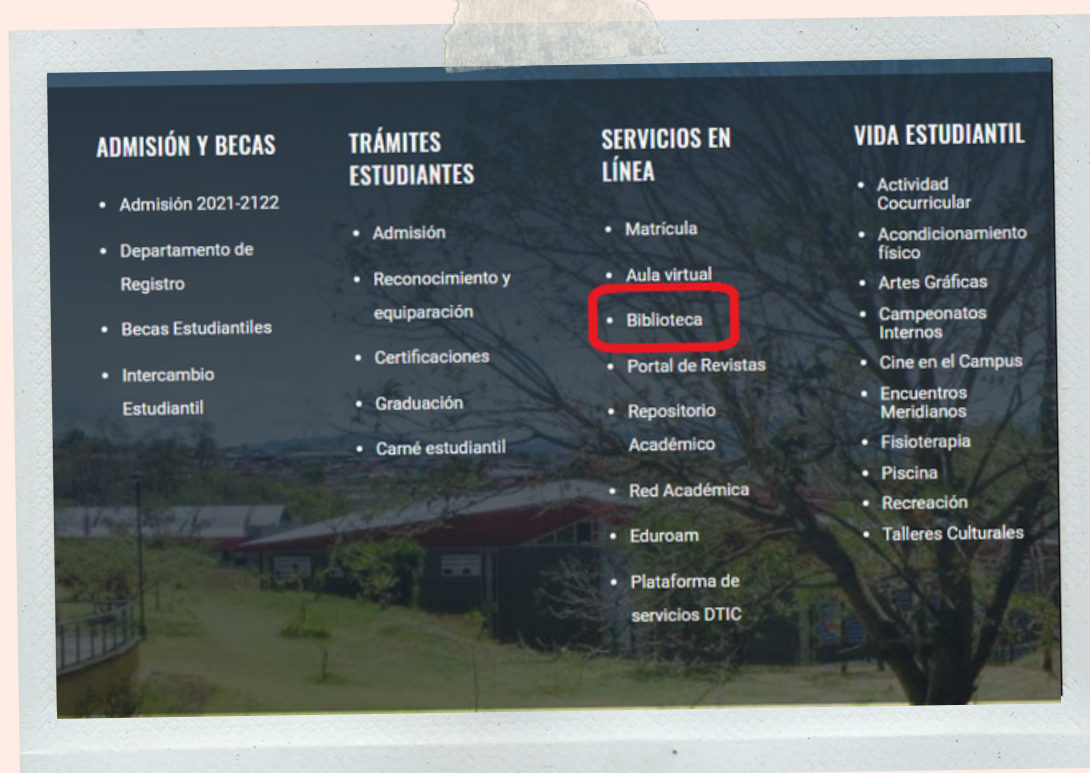 ADMISIÓN Y BECAS
Admisión 2021-2122
Departamento de
Registro
Becas Estudiantiles
Intercambio
Estudiantil
TRÁMITES
ESTUDIANTES
Admisión
Reconocimiento y
equiparación
Certificaciones
Graduación
Carné estudiantil
SERVICIOS EN
LÍNEA
Matrícula
Aula virtual
Biblioteca
Portal de Revistas
Repositorio
Académico
Red Académica
Eduroam
Plataforma de
servicios DTIC
VIDA ESTUDIANTIL
Actividad
Cocurricular
Acondicionamiento
físico
Artes Gráficas
Campeonatos
Internos
Cine en el Campus
Encuentros
Meridianos
Fisioterapia
Piscina
Recreación
Talleres Culturales